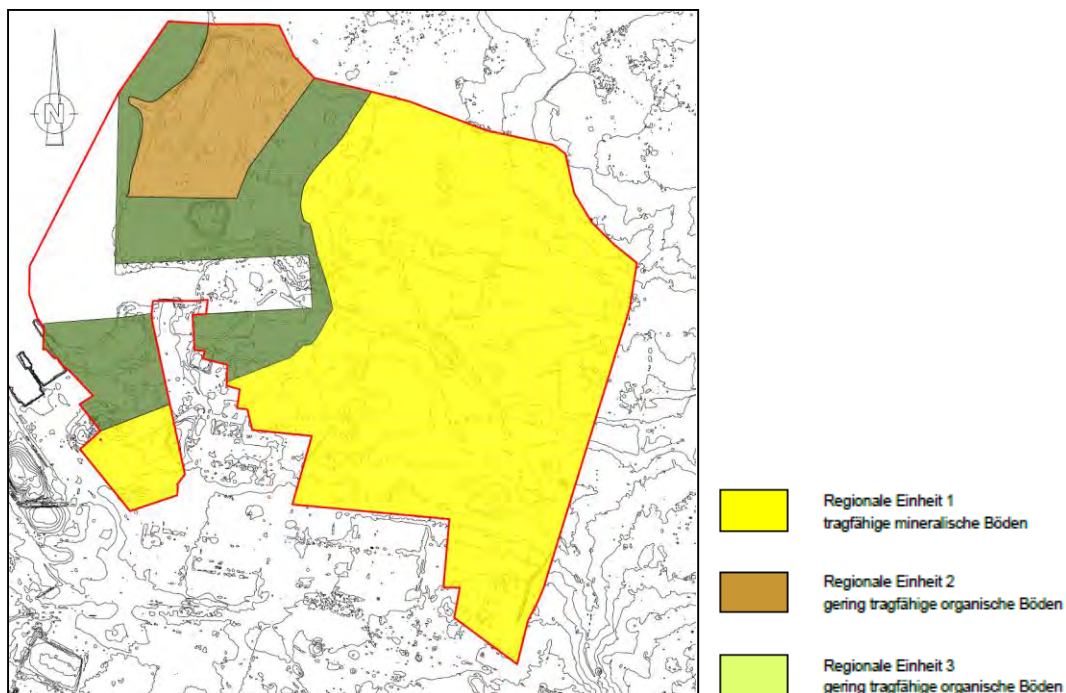 N
Regionale Einheit 1
tragfähige mineralische Böden
Regionale Einheit 2
gering tragfähige organische Böden
Regionale Einheit 3
gering tragfähige organische Böden